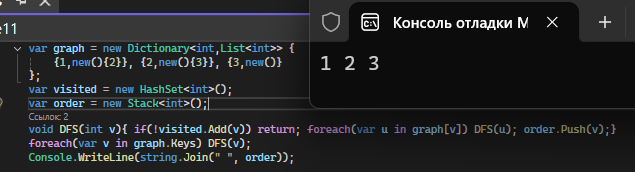 e11
var graph = new Dictionary<int,List<int>> {
{1,new(){2}}, {2,new(){3}}, {3,new()}
};
var visited = new HashSet<int>();
var order = new Stack<int>();
Ссылок: 2
void DFS(int v){ if(!visited.Add(v)) return; foreach(var u in graph[v]) DFS(u); order.Push(v);}
foreach(var v in graph.Keys) DFS(v);
Console.WriteLine(string.Join(" ", order));
Консоль отладки M
1 2 3